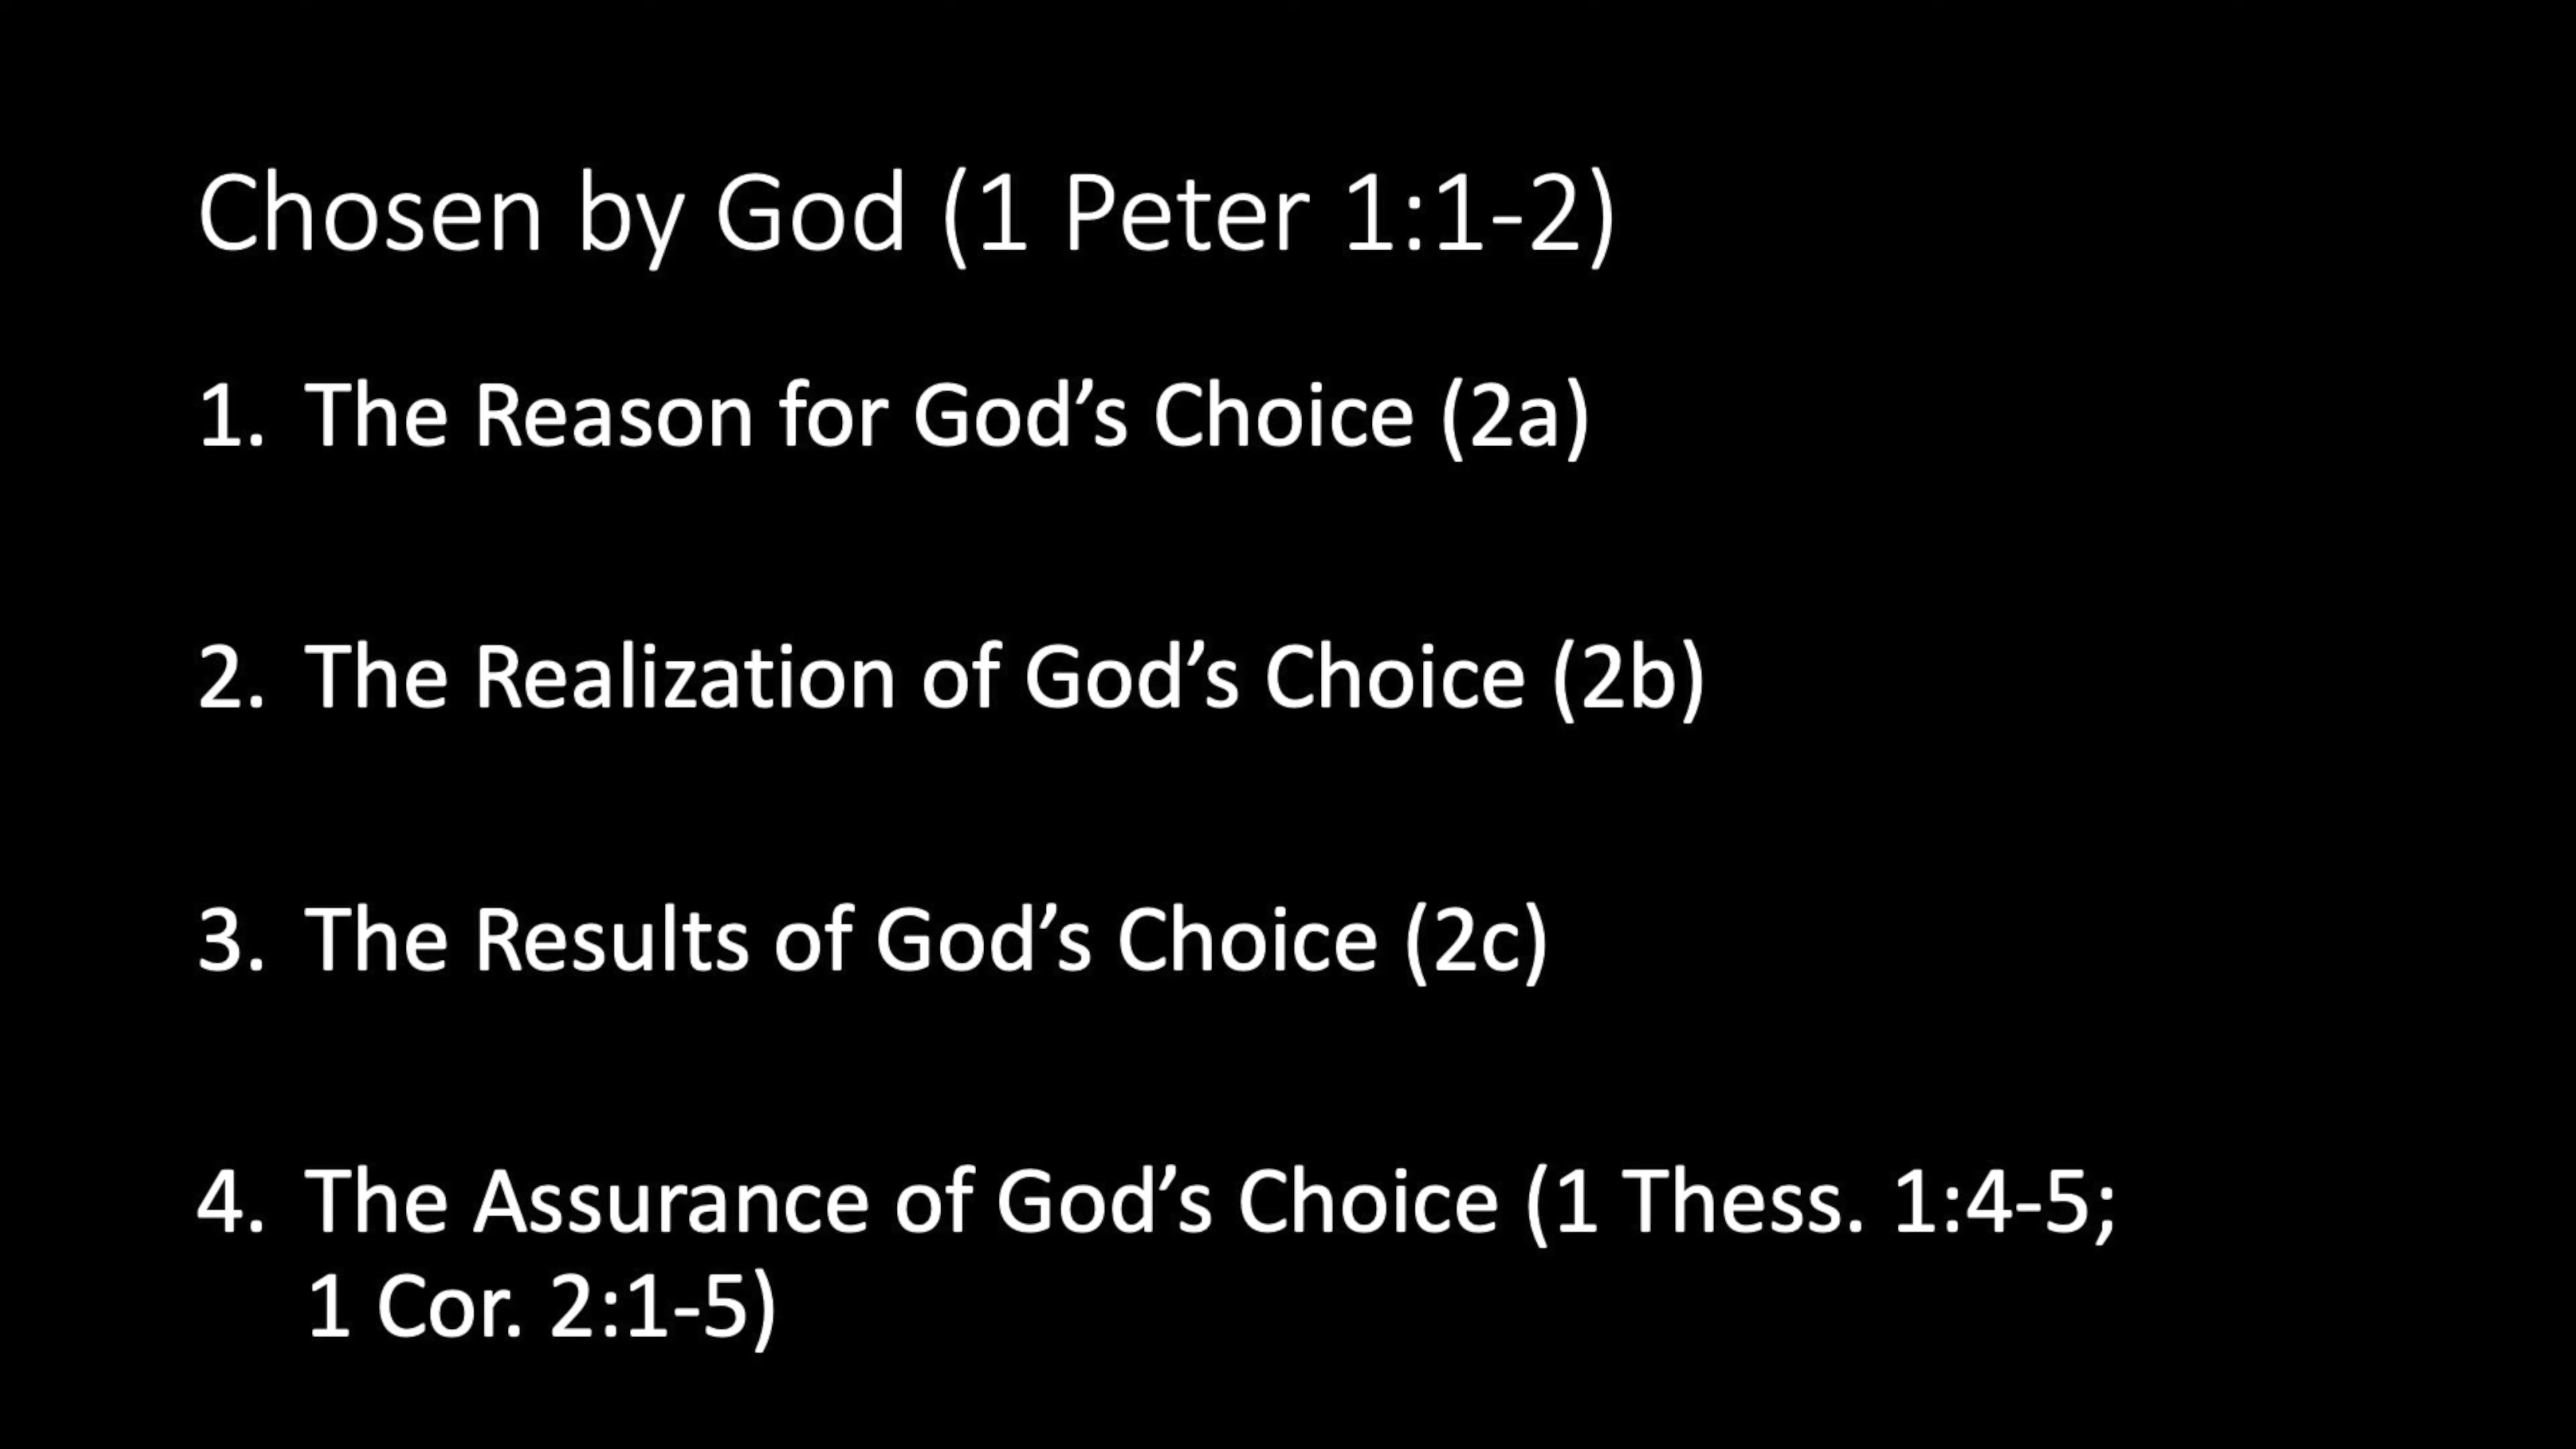 Chosen by God (1 Peter 1:1-2)
1. The Reason for God’s Choice (2a)
2. The Realization of God’s Choice (2b)
3. The Results of God’s Choice (2c)
4. The Assurance of God’s Choice (1 Thess. 1:4-5;
1 Cor. 2:1-5)